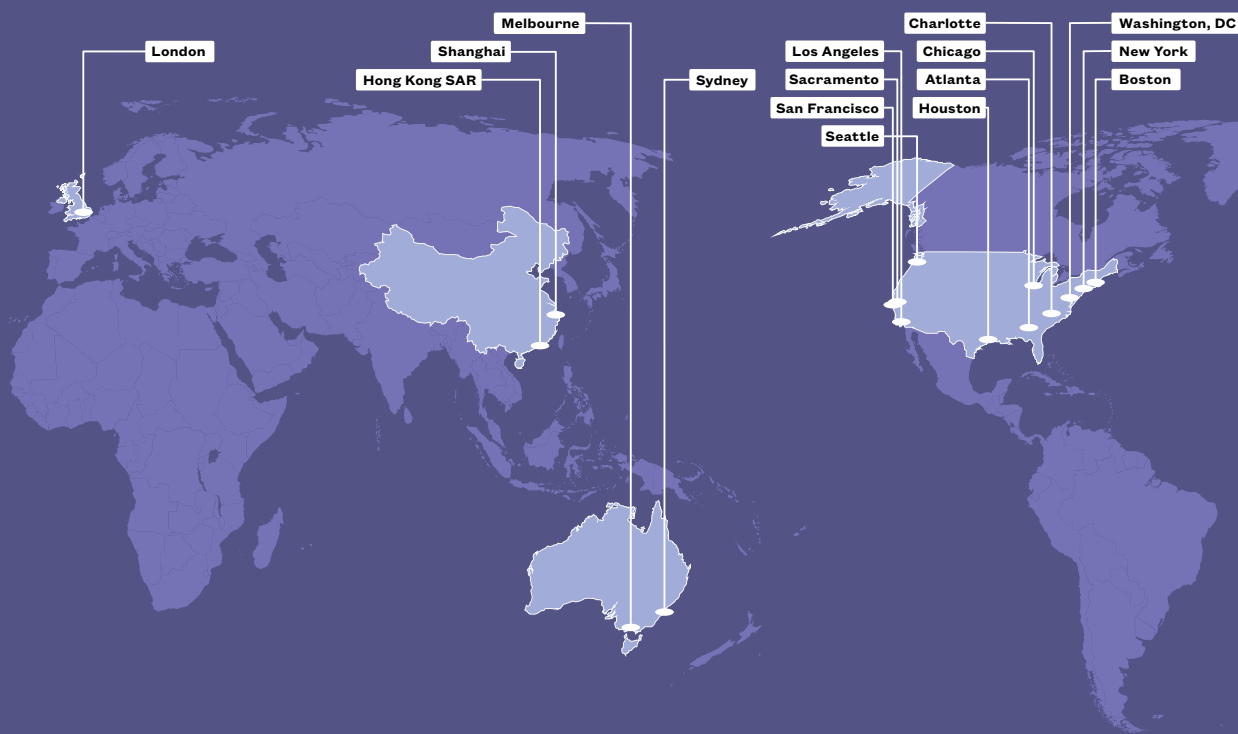 Melbourne
Charlotte
Washington, DC
London
Shanghai
Los Angeles
Chicago
New York
Hong Kong SAR
Sydney
Sacramento
Atlanta
Boston
San Francisco
Houston
Seattle